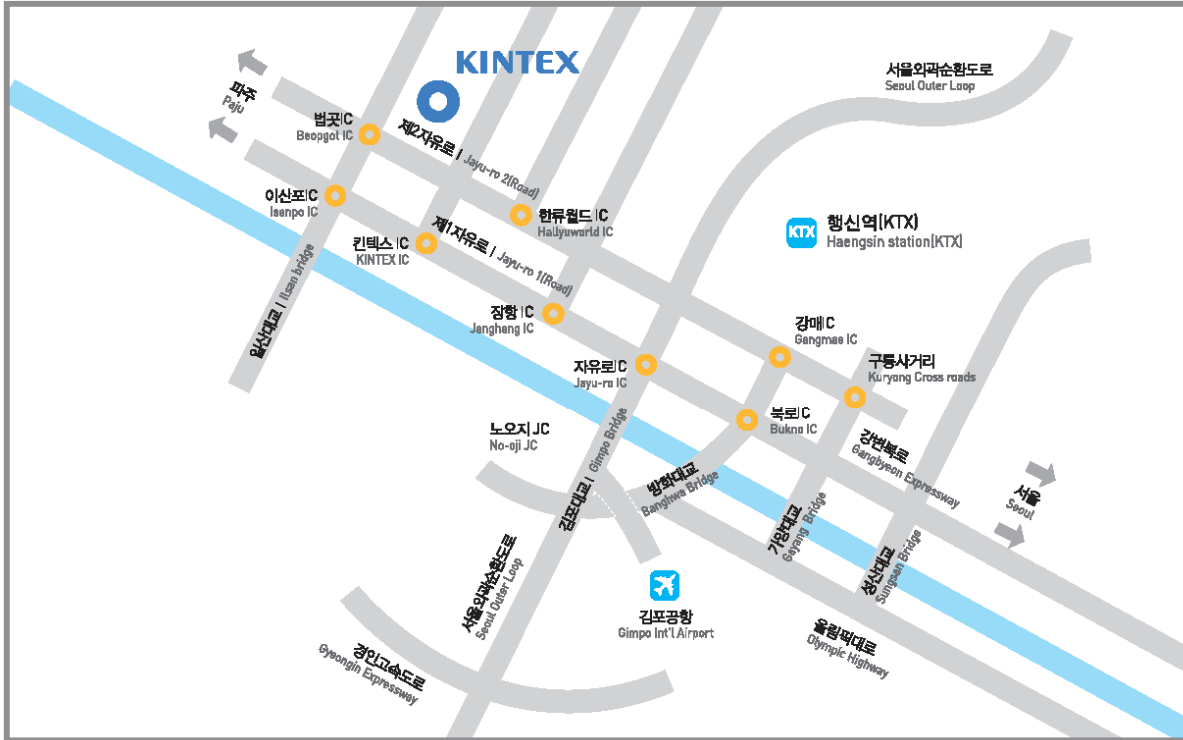 KINTEX
서울외곽순환도로
Seoul Outer Loop
파주
Paju
법곳IC
Beopgot IC
제2자유로 | Jayu-ro 2(Road)
이산포IC
Isanpo IC
한류월드 IC
Hallyuworld IC
KTX
행신역(KTX)
Haengsin station(KTX)
킨텍스 IC
KINTEX IC
제1자유로 | Jayu-ro 1(Road)
일산대교 | Ilsan bridge
장항 IC
Janghang IC
강매IC
Gangmae IC
자유로IC
Jayu-ro IC
구룡사거리
Kuryong Cross roads
북로IC
Bukno IC
노오지 JC
No-oji JC
김포대교 | Gimpo Bridge
방화대교
Banghwa Bridge
강변북로
Gangbyeon Expressway
서울
Seoul
가양대교
Gayang Bridge
성산대교
Sungsan Bridge
서울외곽순환도로
Seoul Outer Loop
김포공항
Gimpo Int'l Airport
올림픽대로
Olympic Highway
경인고속도로
Gyeongin Expressway